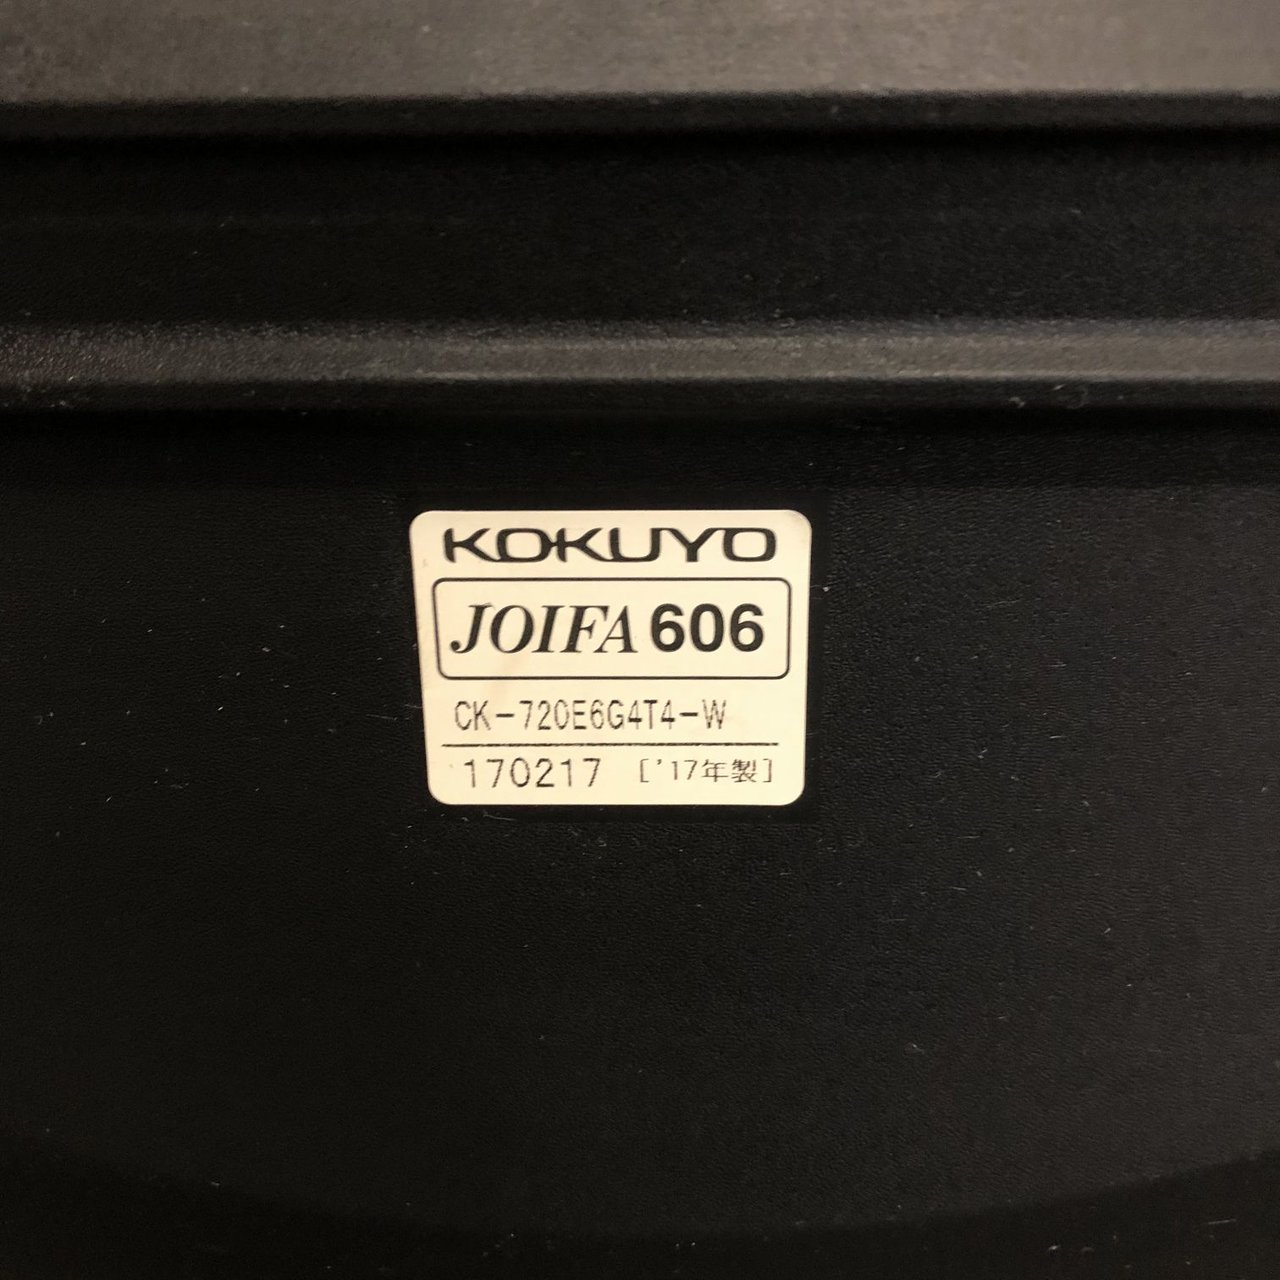 KOKUYO
JOIFA 606
CK-720E6G4T4-W
170217 ['17年製]